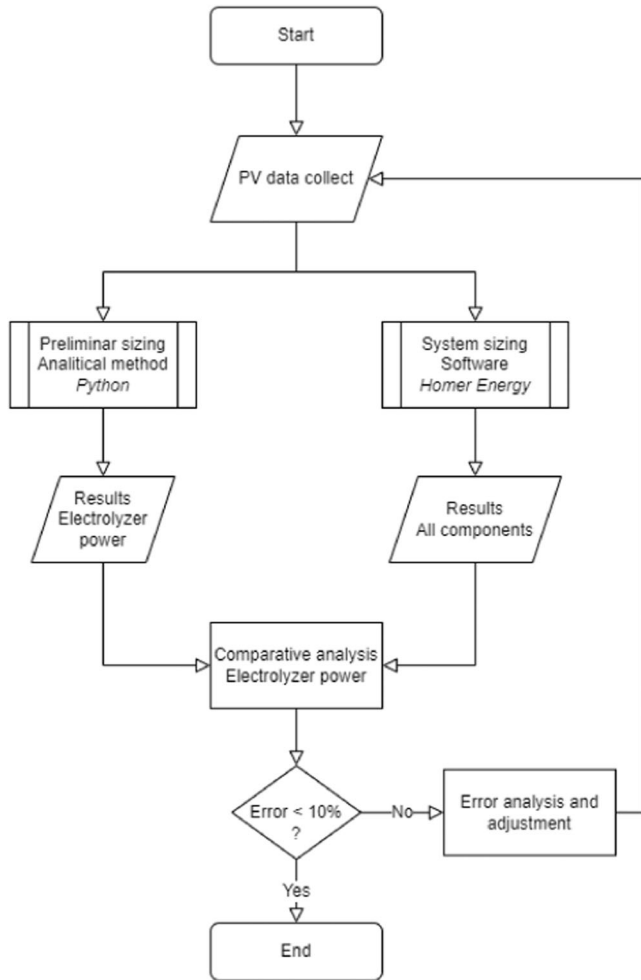 Start
PV data collect
Preliminar sizing
Analitical method
Python
System sizing
Software
Homer Energy
Results
Electrolyzer
power
Results
All components
Comparative analysis
Electrolyzer power
Error < 10%
?
No
Error analysis and
adjustment
Yes
End